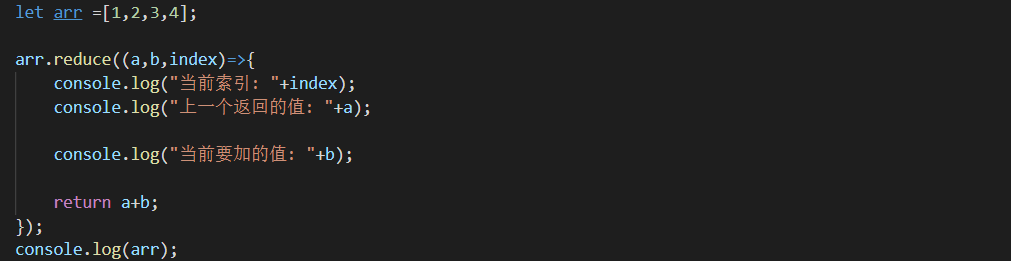 let arr =[1,2,3,4];
arr.reduce((a,b,index)=>{
console.log("当前索引: "+index);
console.log("上一个返回的值: "+a);
console.log("当前要加的值: "+b);
return a+b;
});
console.log(arr);